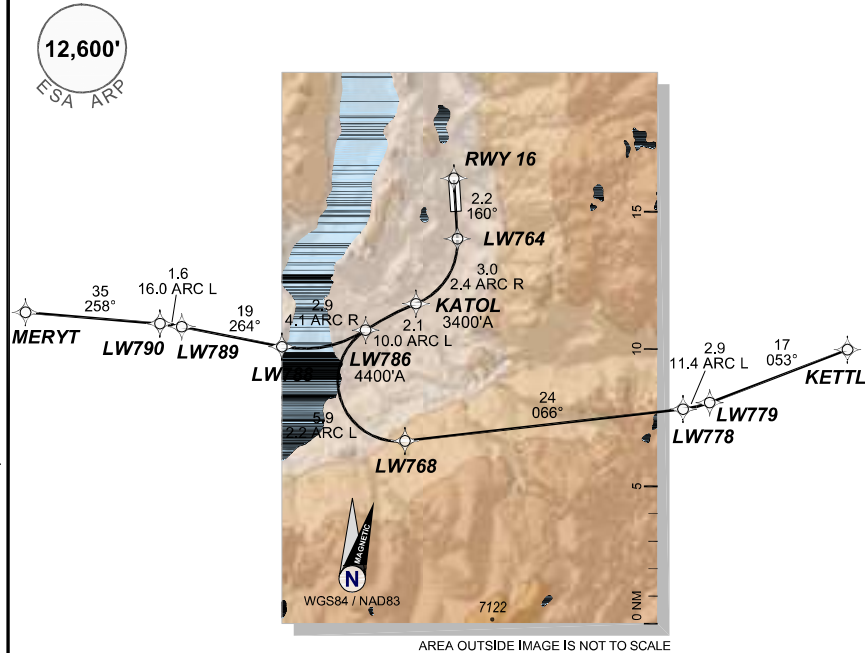 12,600'
ESA ARP
RWY 16
2.2
160°
15
LW764
3.0
2.4 ARC R
KATOL
3400'A
35
258°
1.6
16.0 ARC L
19
264°
2.9
4.1 ARC R
2.1
10.0 ARC L
MERYT
LW790
LW789
LW788
LW786
4400'A
10
17
053°
2.9
11.4 ARC L
KETTL
24
066°
LW779
LW778
5.9
2.2 ARC L
LW768
5
MAGNETIC
N
WGS84 / NAD83
7122
0 NM
AREA OUTSIDE IMAGE IS NOT TO SCALE